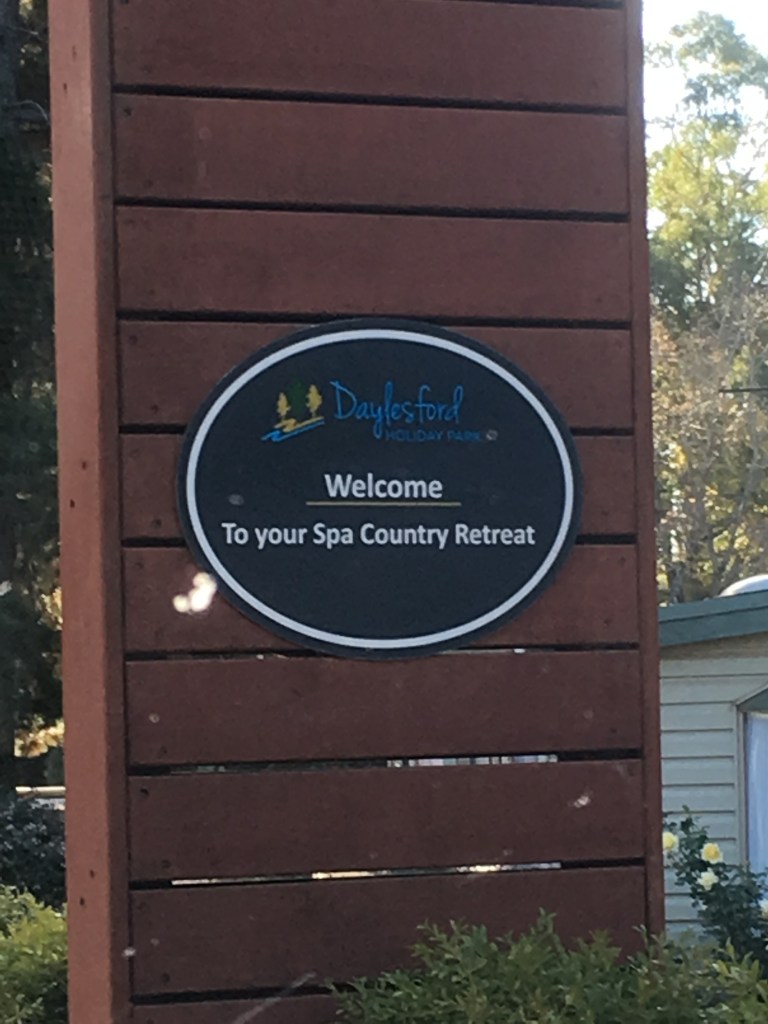 Daylesford
HOLIDAY PARK
Welcome
To your Spa Country Retreat